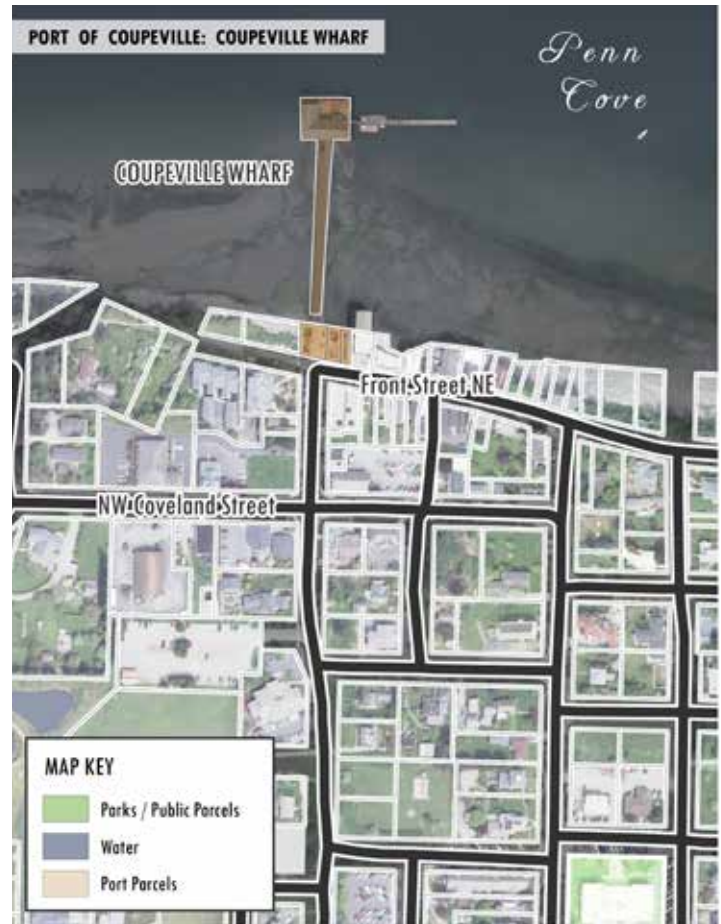 PORT OF COUPEVILLE: COUPEVILLE WHARF
Penn
Cove
COUPEVILLE WHARF
Front Street NE
NW Coveland Street
MAP KEY
Parks / Public Parcels
Water
Port Parcels